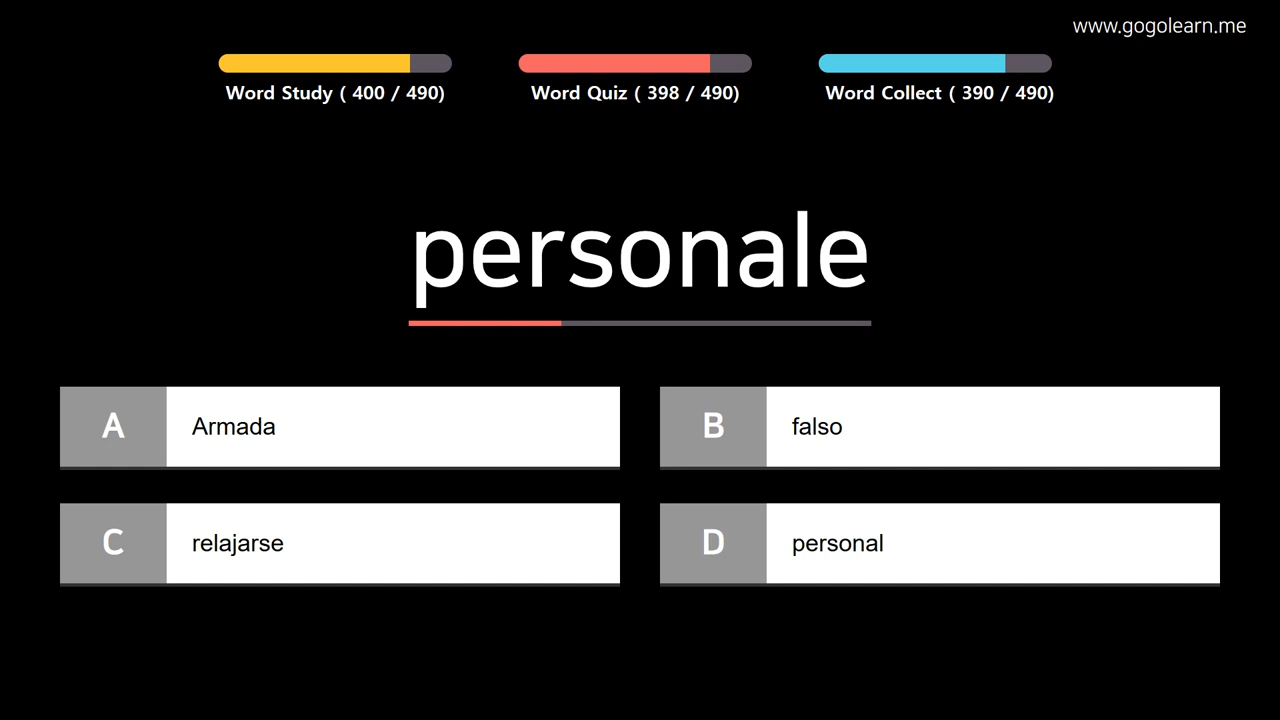 www.gogolearn.me
Word Study ( 400 / 490)
Word Quiz ( 398 / 490)
Word Collect ( 390 / 490)
personale
A Armada
B falso
C relajarse
D personal